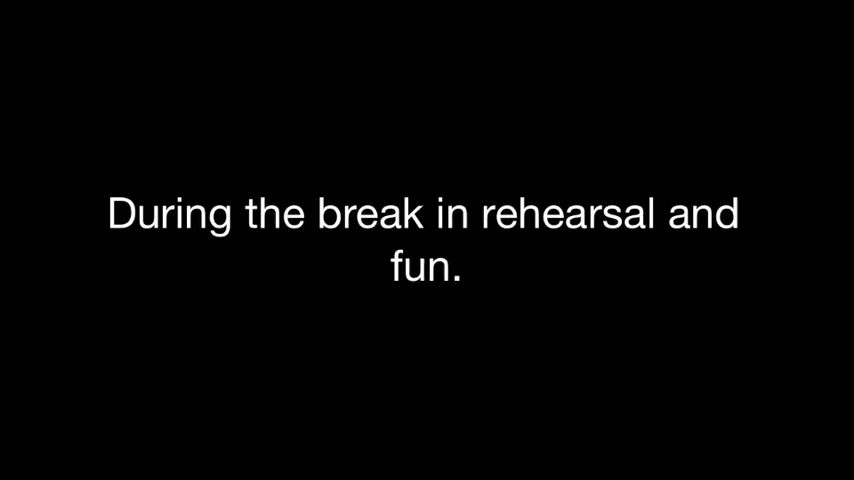 During the break in rehearsal and
fun.